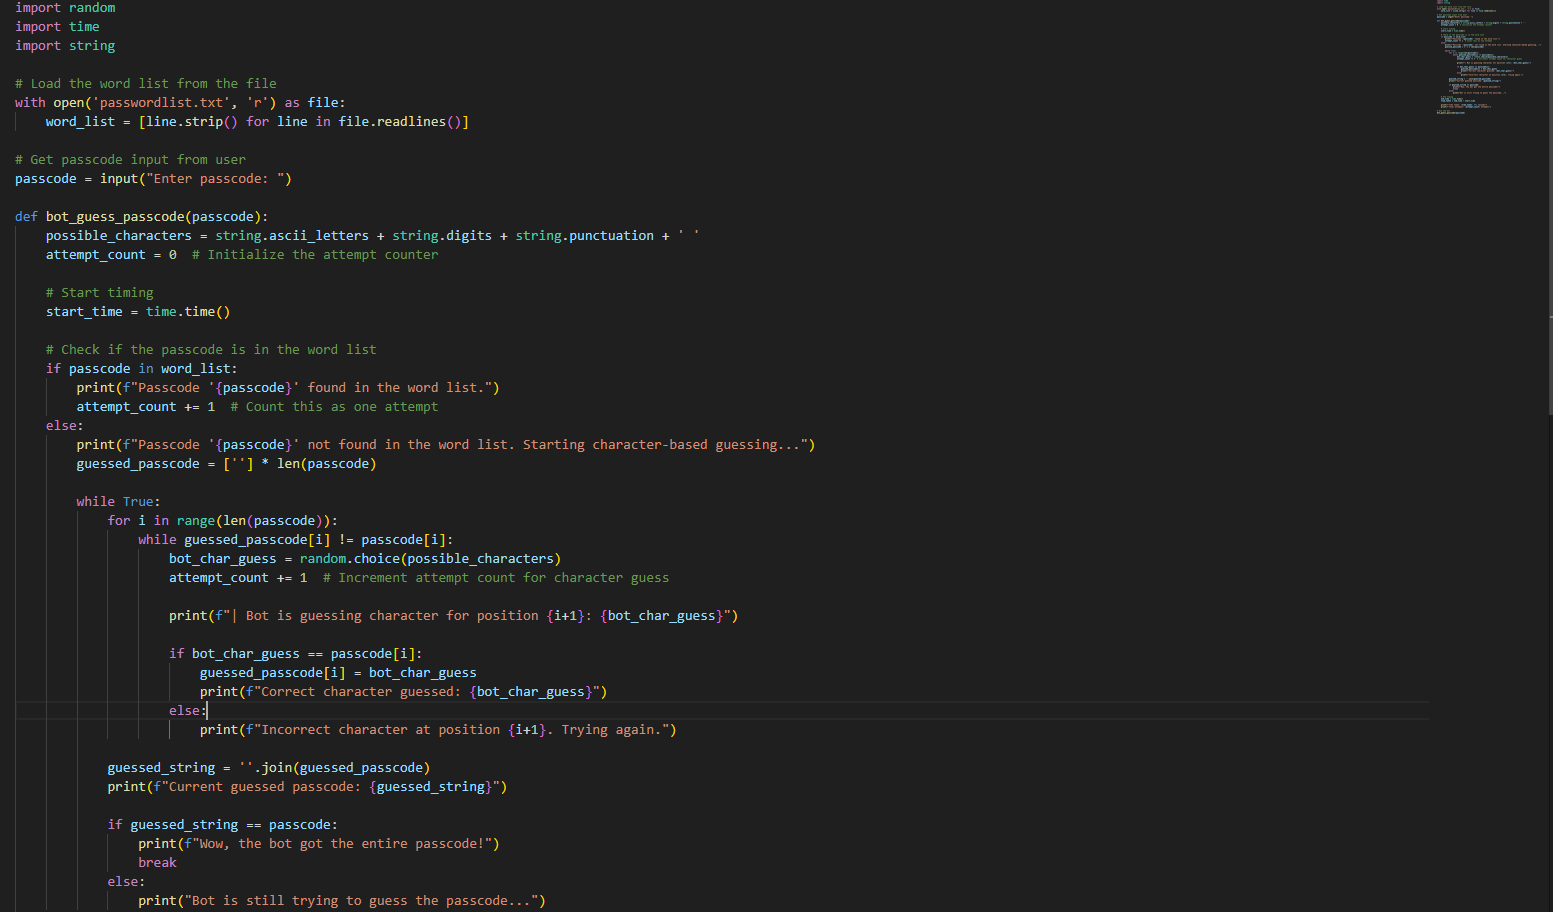 import random
import time
import string
# Load the word list from the file
with open('passwordlist.txt', 'r') as file:
    word_list = [line.strip() for line in file.readlines()]
# Get passcode input from user
passcode = input("Enter passcode: ")
def bot_guess_passcode(passcode):
    possible_characters = string.ascii_letters + string.digits + string.punctuation + ' '
    attempt_count = 0  # Initialize the attempt counter
    # Start timing
    start_time = time.time()
    # Check if the passcode is in the word list
    if passcode in word_list:
        print(f"Passcode '{passcode}' found in the word list.")
        attempt_count += 1  # Count this as one attempt
    else:
        print(f"Passcode '{passcode}' not found in the word list. Starting character-based guessing...")
        guessed_passcode = [''] * len(passcode)
        while True:
            for i in range(len(passcode)):
                while guessed_passcode[i] != passcode[i]:
                    bot_char_guess = random.choice(possible_characters)
                    attempt_count += 1  # Increment attempt count for character guess
                    print(f"| Bot is guessing character for position {i+1}: {bot_char_guess}")
                    if bot_char_guess == passcode[i]:
                        guessed_passcode[i] = bot_char_guess
                        print(f"Correct character guessed: {bot_char_guess}")
                    else:
                        print(f"Incorrect character at position {i+1}. Trying again.")
            guessed_string = ''.join(guessed_passcode)
            print(f"Current guessed passcode: {guessed_string}")
            if guessed_string == passcode:
                print(f"Wow, the bot got the entire passcode!")
                break
            else:
                print("Bot is still trying to guess the passcode...")